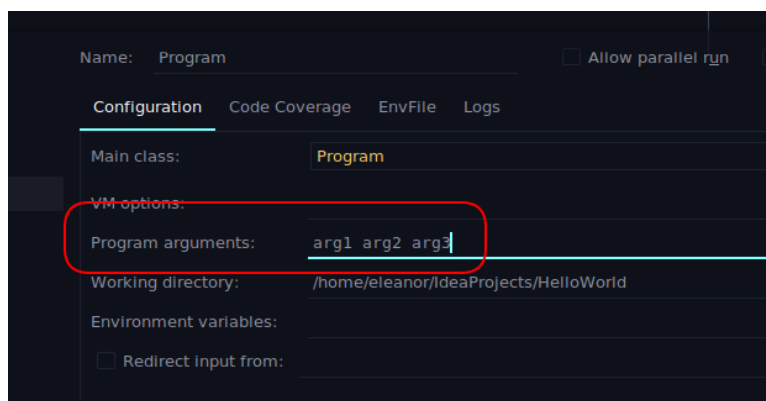 Name: Program Allow parallel run
Configuration Code Coverage EnvFile Logs
Main class: Program
VM options:
Program arguments: arg1 arg2 arg3
Working directory: /home/eleanor/IdeaProjects/HelloWorld
Environment variables:
Redirect input from: